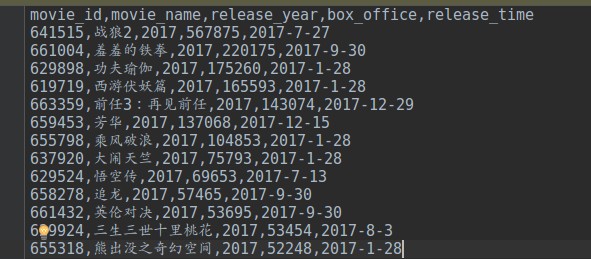 movie_id,movie_name,release_year,box_office,release_time
641515,战狼2,2017,567875,2017-7-27
661004,羞羞的铁拳,2017,220175,2017-9-30
629898,功夫瑜伽,2017,175260,2017-1-28
619719,西游伏妖篇,2017,165593,2017-1-28
663359,前任3：再见前任,2017,143074,2017-12-29
659453,芳华,2017,137068,2017-12-15
655798,乘风破浪,2017,104853,2017-1-28
637920,大闹天竺,2017,75793,2017-1-28
629524,悟空传,2017,69653,2017-7-13
658278,追龙,2017,57465,2017-9-30
661432,英伦对决,2017,53695,2017-9-30
三生三世十里桃花,2017,53454,2017-8-3
655318,熊出没之奇幻空间,2017,52248,2017-1-28